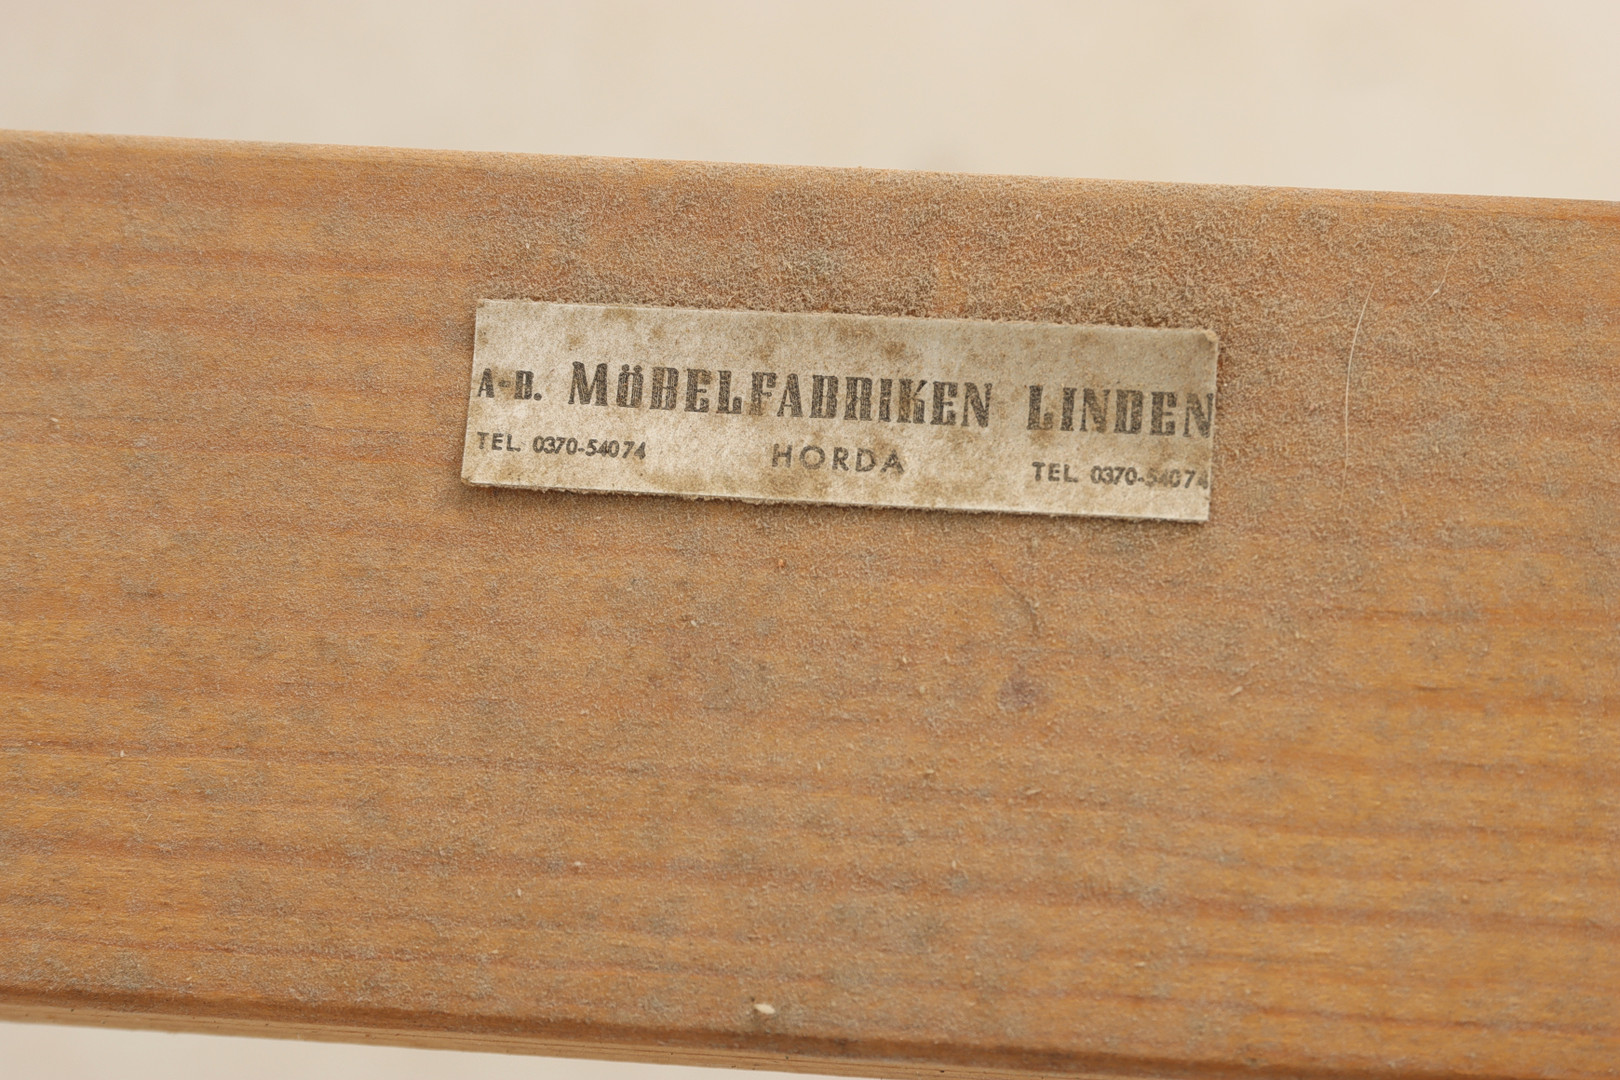 A-B. MÖBELFABRIKEN LINDEN
TEL. 0370-54074 HORDA TEL. 0370-54074